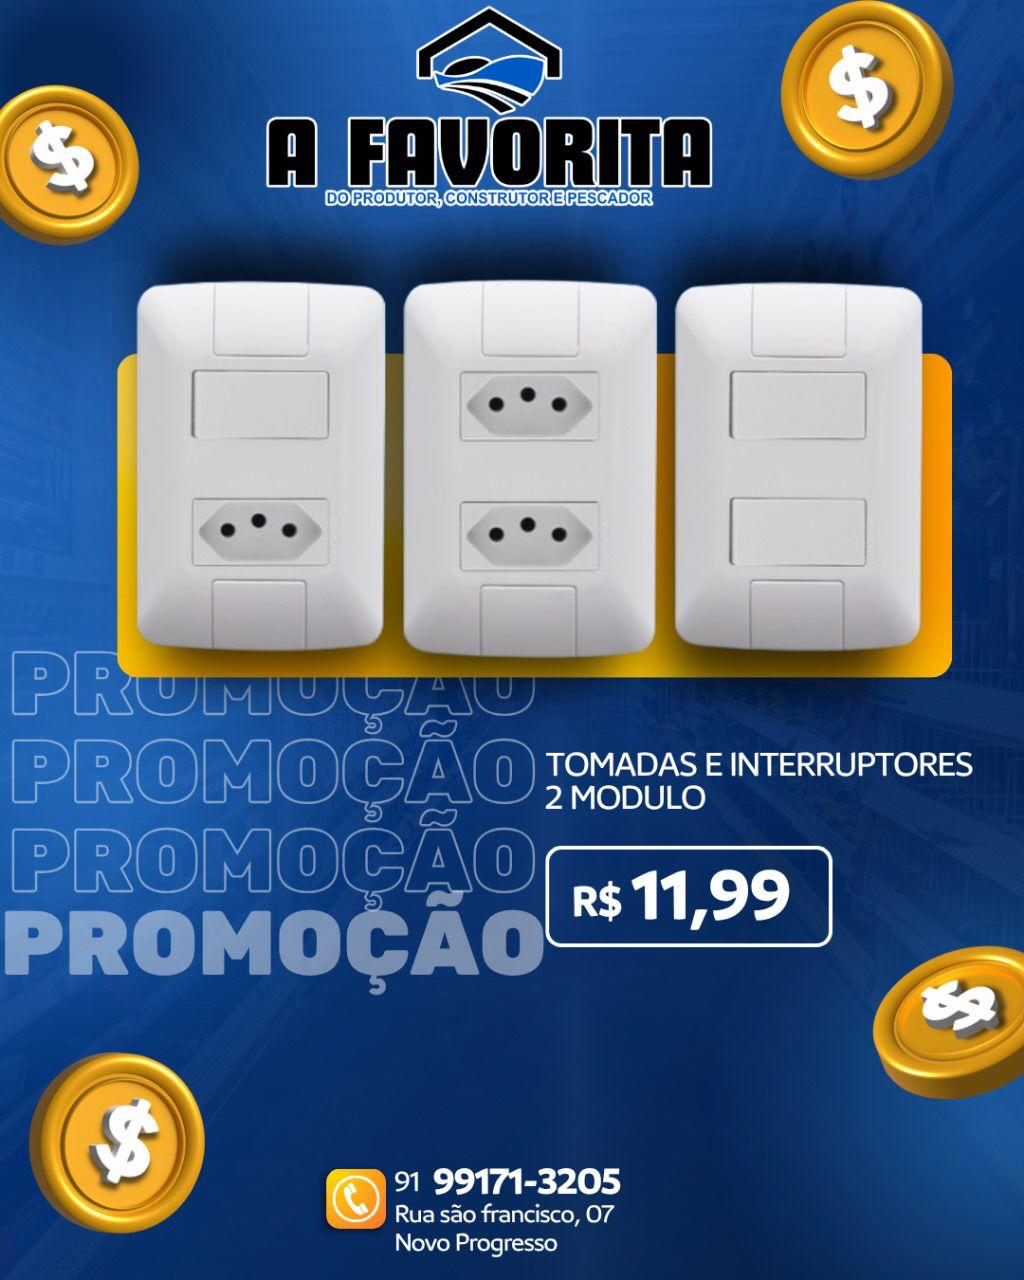 A FAVORITA
DO PRODUTOR, CONSTRUTOR E PESCADOR
PROMOÇÃO
PROMOÇÃO
PROMOÇÃO
PROMOÇÃO
TOMADAS E INTERRUPTORES
2 MODULO
R$ 11,99
91 99171-3205
Rua são francisco, 07
Novo Progresso